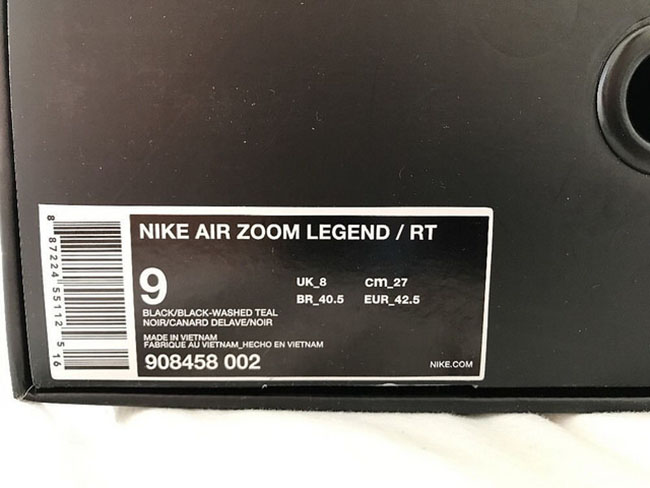 NIKE AIR ZOOM LEGEND / RT
9
UK_8 cm_27
BR_40.5 EUR_42.5
BLACK/BLACK-WASHED TEAL
NOIR/CANARD DELAVE/NOIR
MADE IN VIETNAM
FABRIQUE AU VIETNAM_HECHO EN VIETNAM
908458 002
NIKE.COM
8 87224 55112 5 16